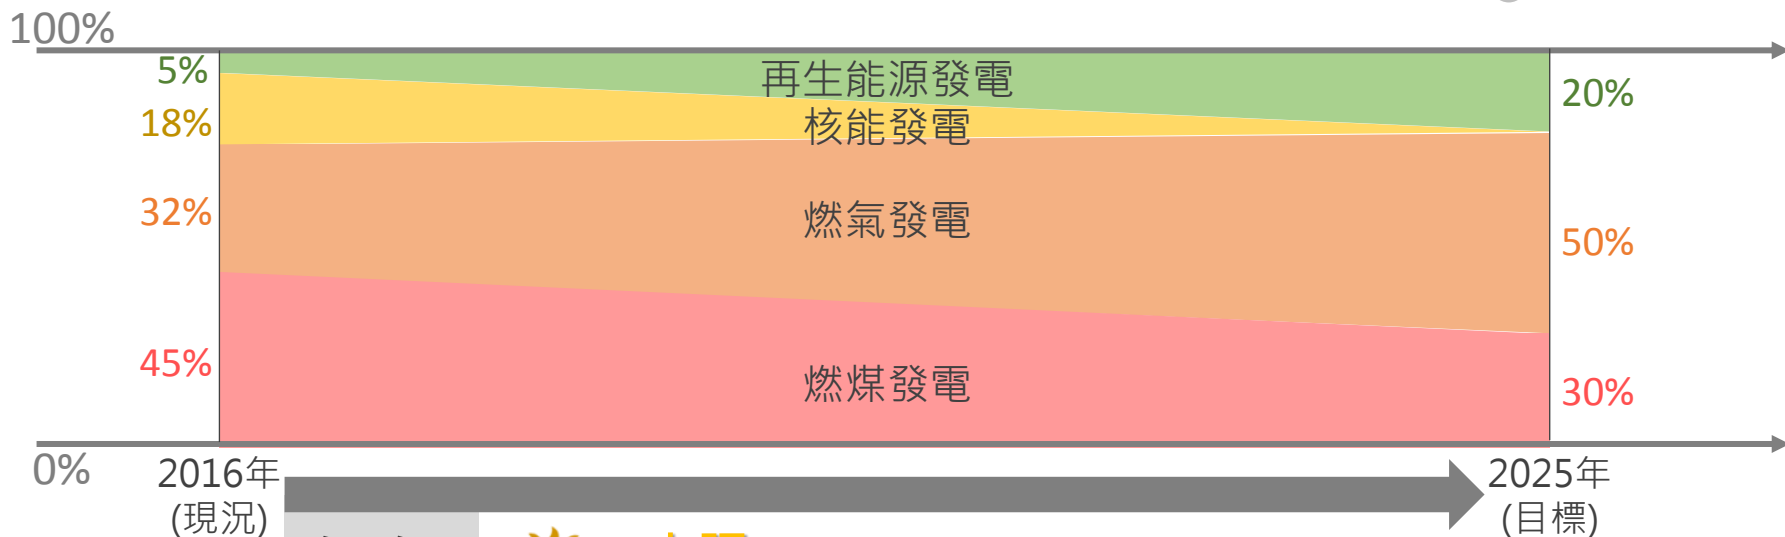 100%
5%
再生能源發電
20%
18%
核能發電
32%
燃氣發電
50%
45%
燃煤發電
30%
0%
2016年
(現況)
2025年
(目標)